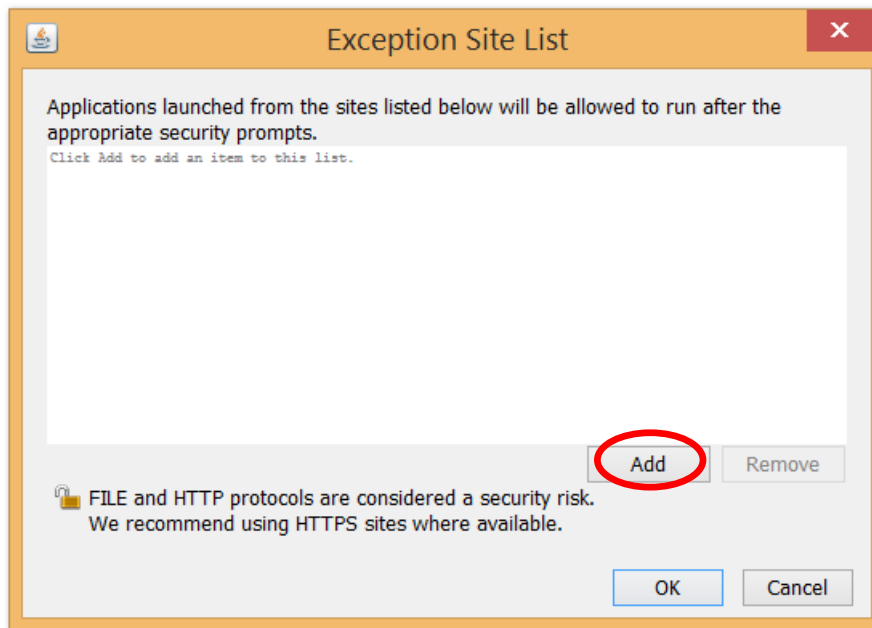 Exception Site List
Applications launched from the sites listed below will be allowed to run after the
appropriate security prompts.
Click Add to add an item to this list.
Add
Remove
FILE and HTTP protocols are considered a security risk.
We recommend using HTTPS sites where available.
OK
Cancel